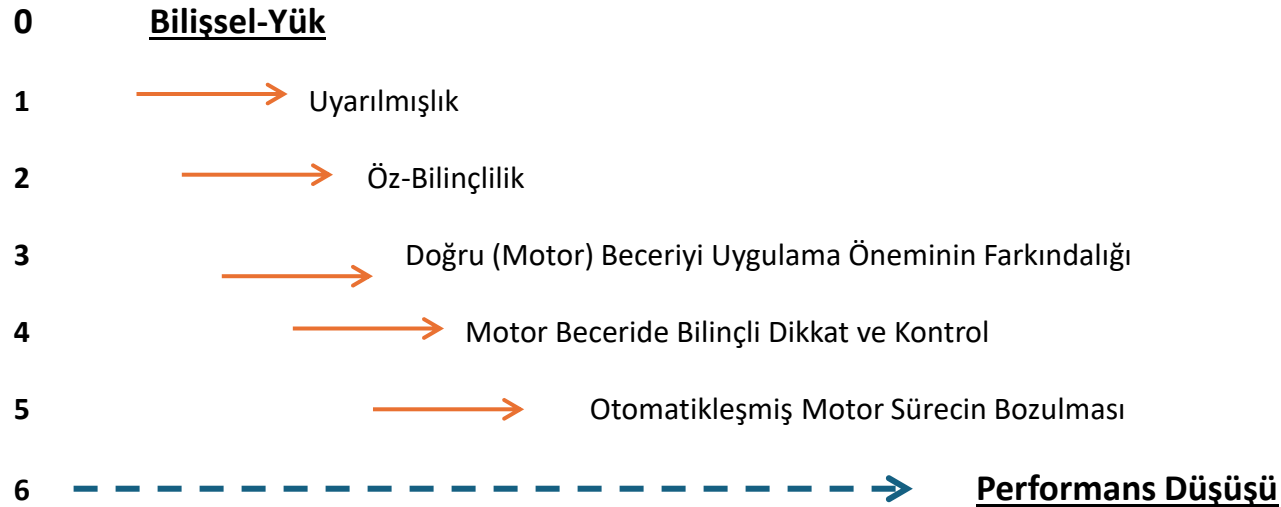 0 Bilişsel-Yük
1 Uyarılmışlık
2 Öz-Bilinçlilik
3 Doğru (Motor) Beceriyi Uygulama Öneminin Farkındalığı
4 Motor Beceride Bilinçli Dikkat ve Kontrol
5 Otomatikleşmiş Motor Sürecin Bozulması
6 Performans Düşüşü